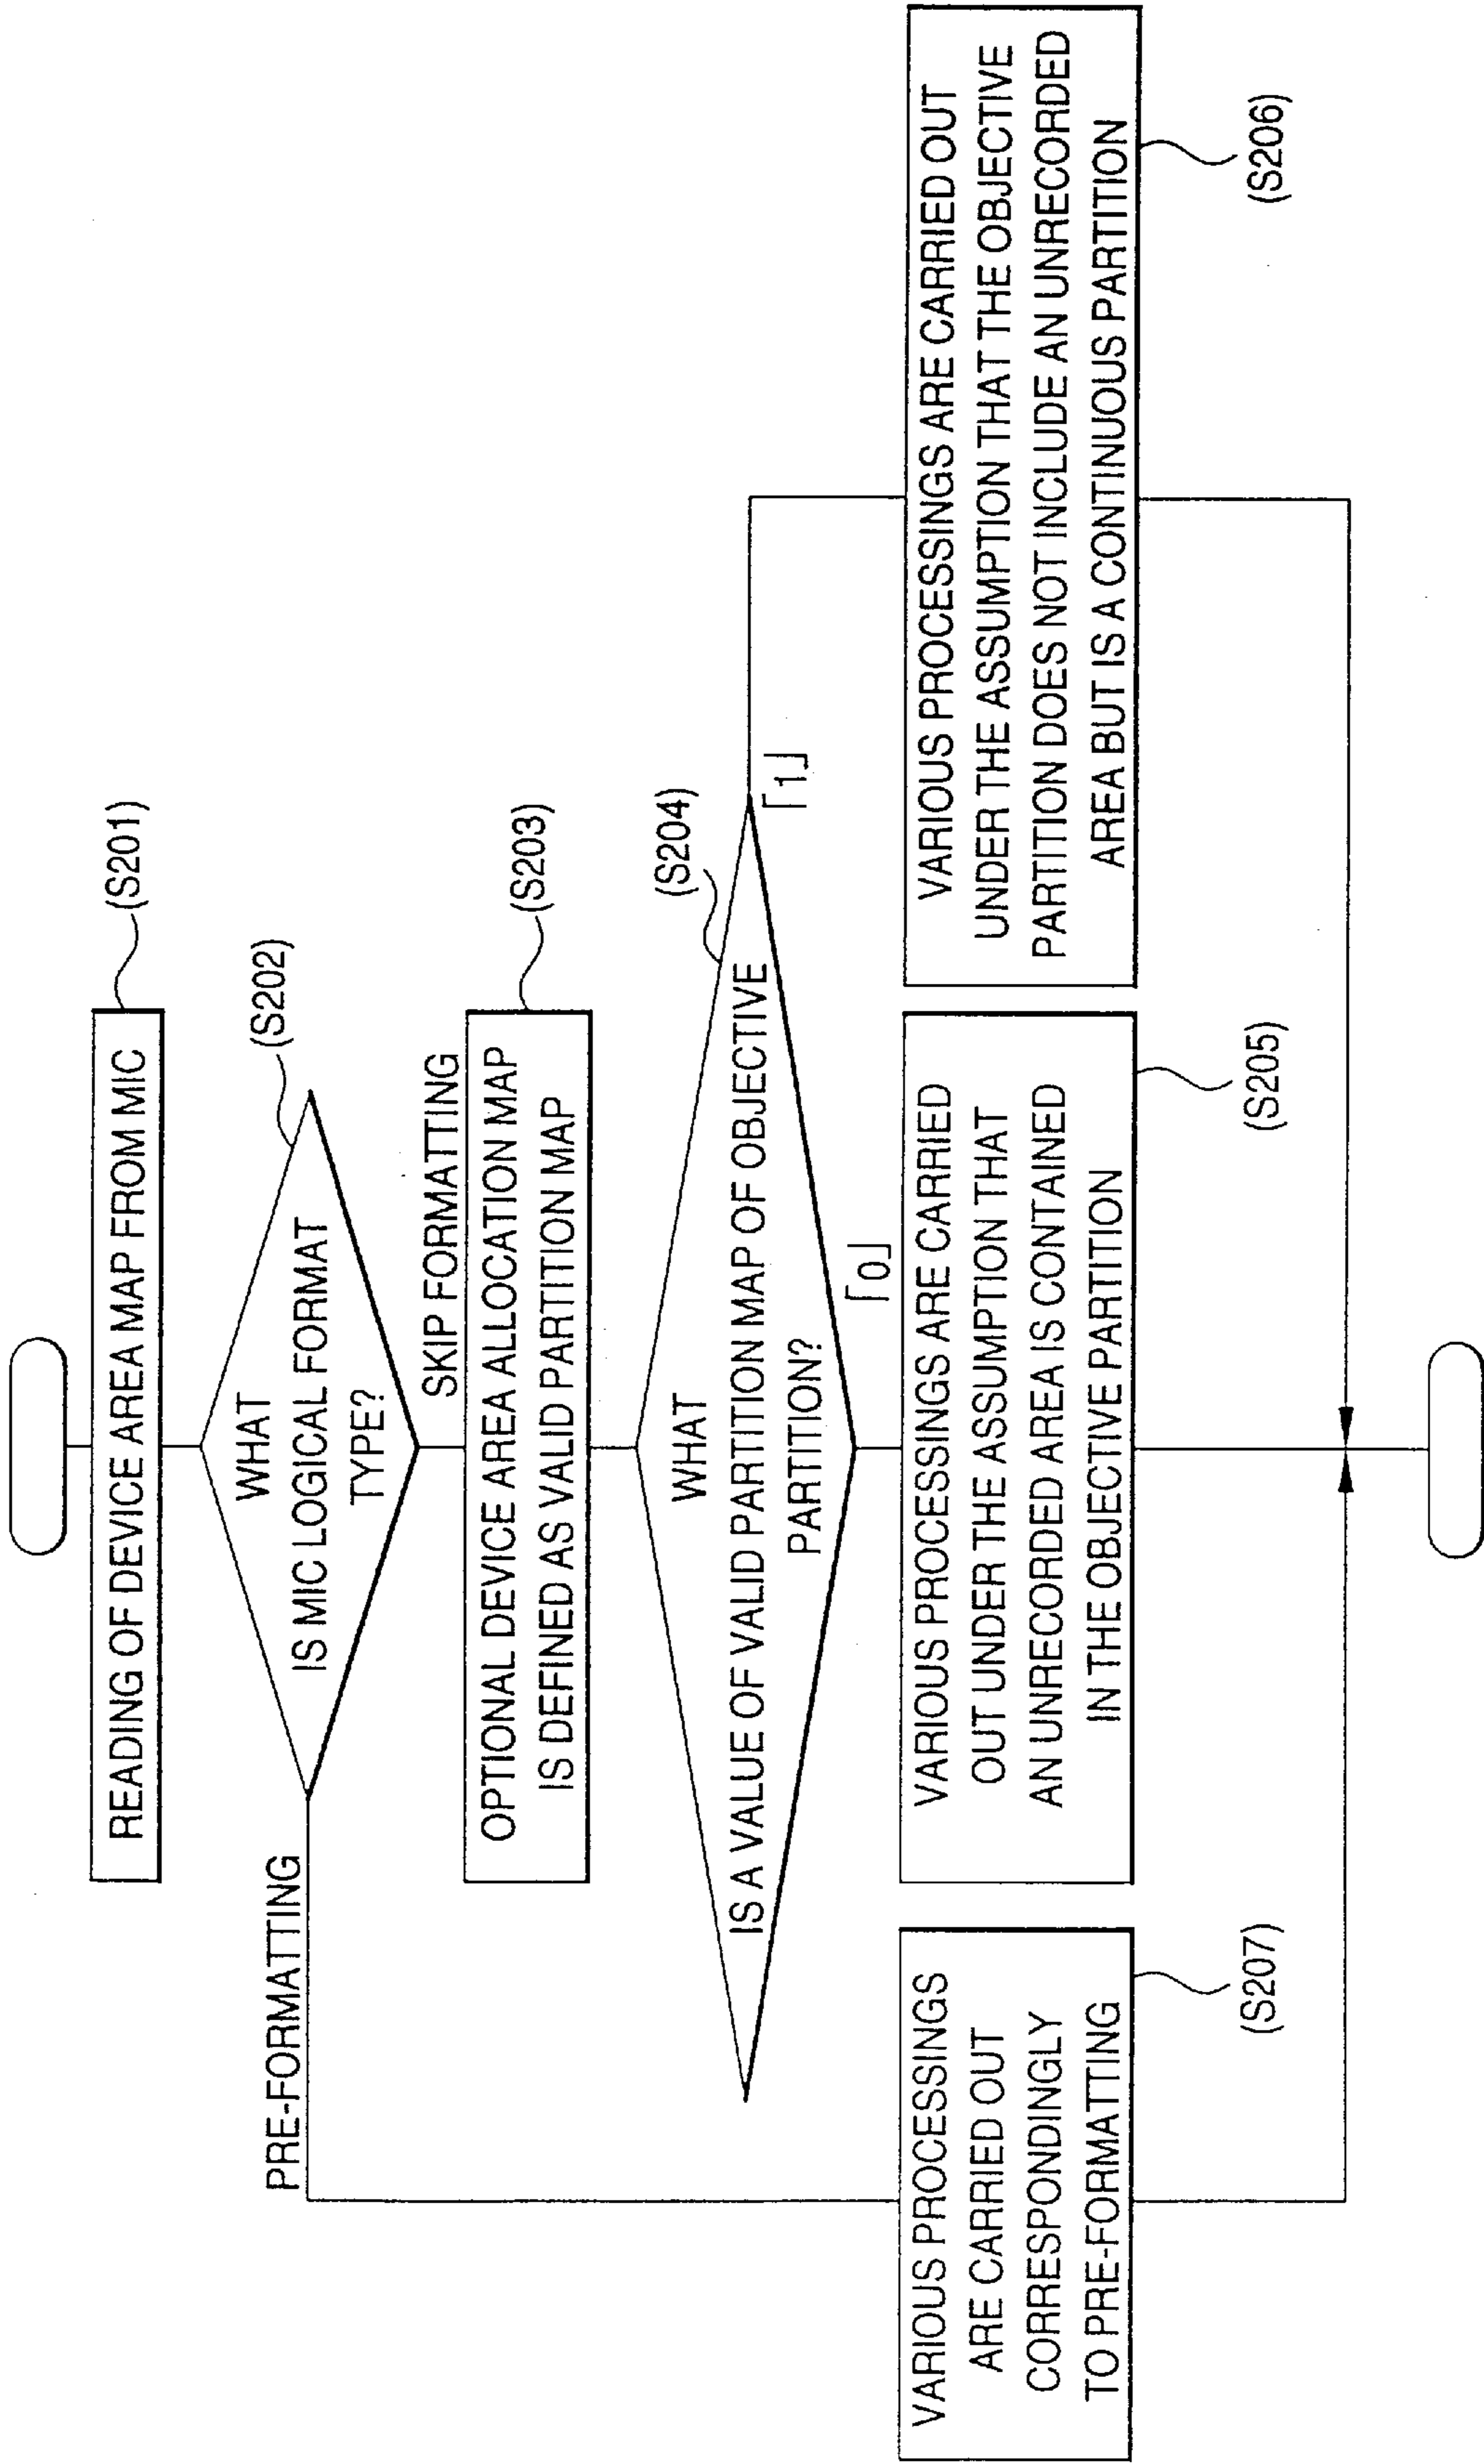 READING OF DEVICE AREA MAP FROM MIC
(S201)
WHAT
IS MIC LOGICAL FORMAT
TYPE?
(S202)
PRE-FORMATTING
SKIP FORMATTING
OPTIONAL DEVICE AREA ALLOCATION MAP
IS DEFINED AS VALID PARTITION MAP
(S203)
WHAT
IS A VALUE OF VALID PARTITION MAP OF OBJECTIVE
PARTITION?
(S204)
「1」
「0」
VARIOUS PROCESSINGS
ARE CARRIED OUT
CORRESPONDINGLY
TO PRE-FORMATTING
(S207)
VARIOUS PROCESSINGS ARE CARRIED
OUT UNDER THE ASSUMPTION THAT
AN UNRECORDED AREA IS CONTAINED
IN THE OBJECTIVE PARTITION
(S205)
VARIOUS PROCESSINGS ARE CARRIED OUT
UNDER THE ASSUMPTION THAT THE OBJECTIVE
PARTITION DOES NOT INCLUDE AN UNRECORDED
AREA BUT IS A CONTINUOUS PARTITION
(S206)